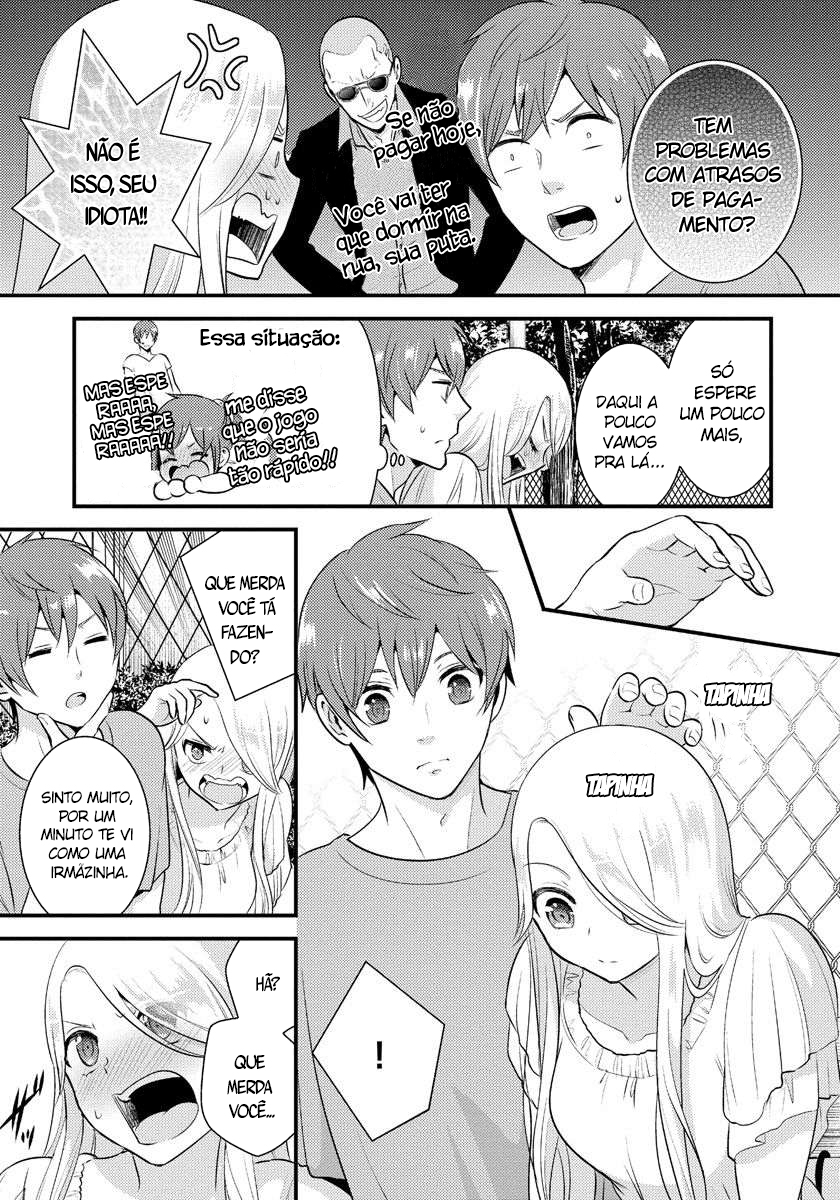 TEM
PROBLEMAS
COM ATRASOS
DE PAGA-
MENTO?
Se não
pagar hoje,
Você vai ter
que dormir na
rua, sua puta.
NÃO É
ISSO, SEU
IDIOTA!!
SÓ
ESPERE
UM POUCO
MAIS,
DAQUI A
POUCO
VAMOS
PRA LÁ...
Essa situação:
me disse
que o jogo
não seria
tão rápido!!
MAS ESPE
RAAAA,
MAS ESPE
RAAAAA!!
TAPINHA
TAPINHA
!
QUE MERDA
VOCÊ TÁ
FAZEN-
DO?
SINTO MUITO,
POR UM
MINUTO TE VI
COMO UMA
IRMÃZINHA.
HÃ?
QUE
MERDA
VOCÊ...